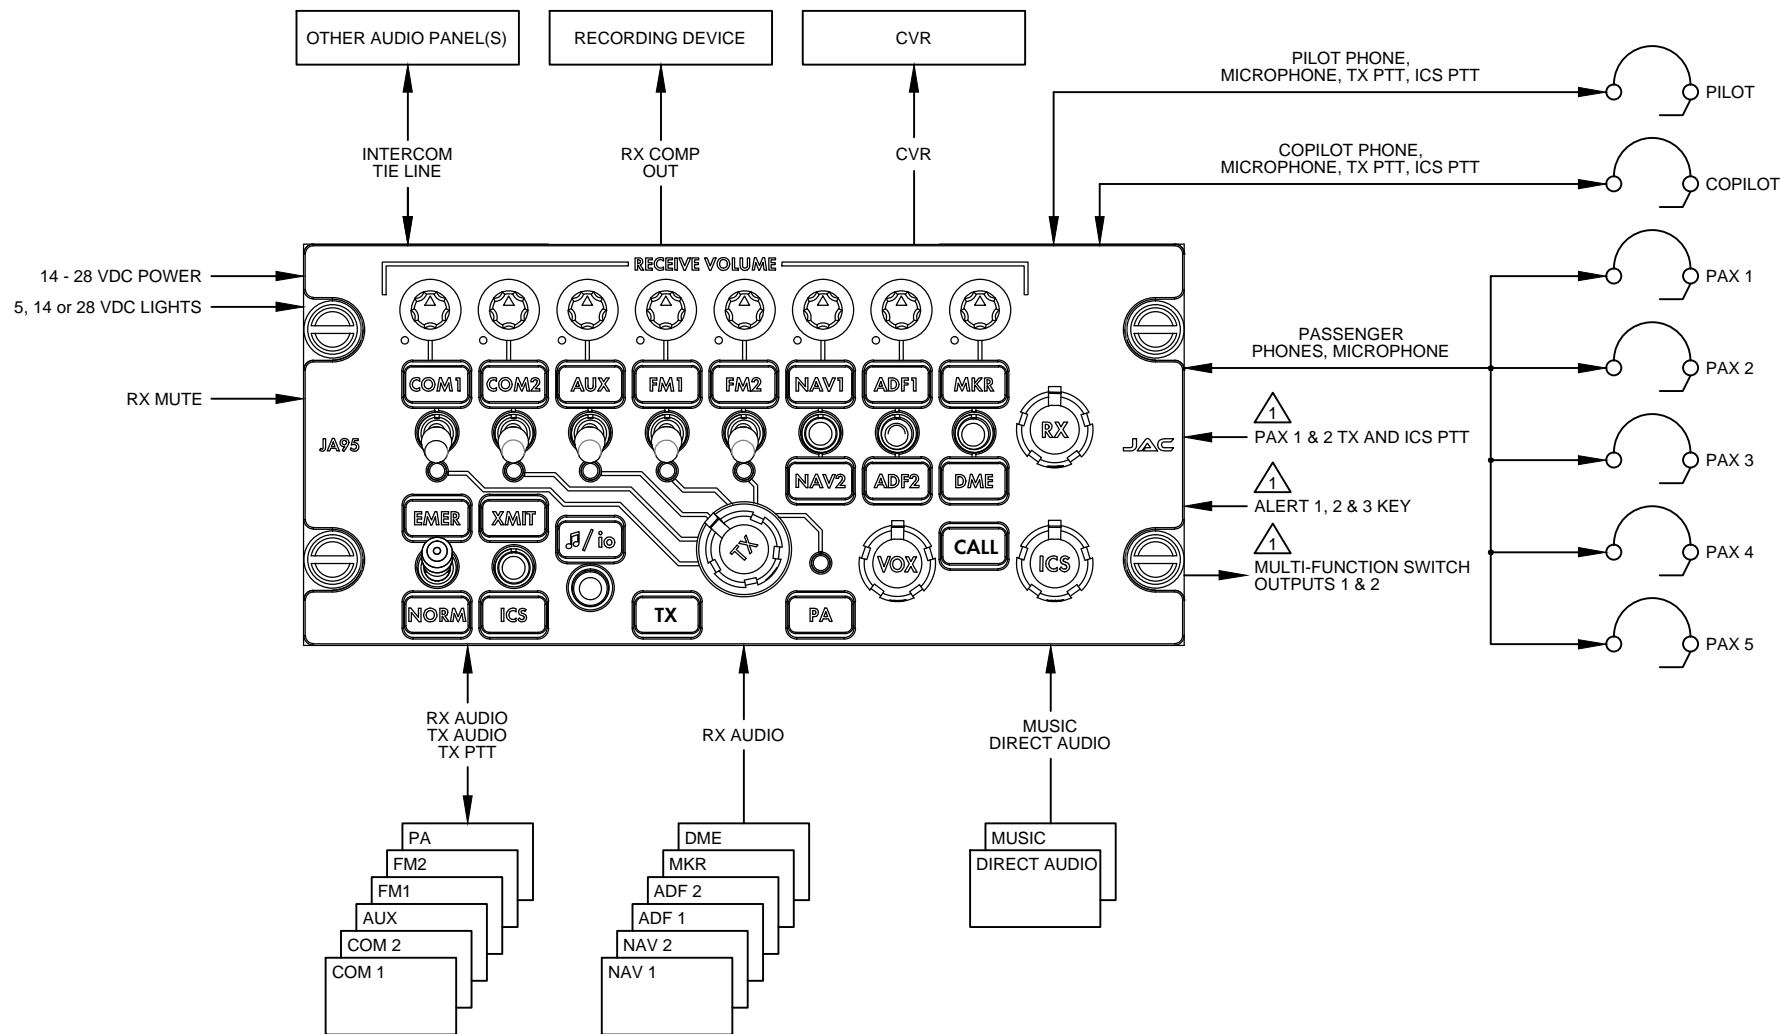 OTHER AUDIO PANEL(S)
RECORDING DEVICE
CVR
INTERCOM
TIE LINE
RX COMP
OUT
CVR
PILOT PHONE,
MICROPHONE, TX PTT, ICS PTT
PILOT
COPILOT PHONE,
MICROPHONE, TX PTT, ICS PTT
COPILOT
14 - 28 VDC POWER
5, 14 or 28 VDC LIGHTS
RX MUTE
RECEIVE VOLUME
COM1
COM2
AUX
FM1
FM2
NAV1
ADF1
MKR
JA95
RX
JAC
NAV2
ADF2
DME
EMER
XMIT
♫/io
TX
VOX
CALL
ICS
NORM
ICS
TX
PA
PASSENGER
PHONES, MICROPHONE
1
PAX 1 & 2 TX AND ICS PTT
1
ALERT 1, 2 & 3 KEY
1
MULTI-FUNCTION SWITCH
OUTPUTS 1 & 2
PAX 1
PAX 2
PAX 3
PAX 4
PAX 5
RX AUDIO
TX AUDIO
TX PTT
RX AUDIO
MUSIC
DIRECT AUDIO
PA
FM2
FM1
AUX
COM 2
COM 1
DME
MKR
ADF 2
ADF 1
NAV 2
NAV 1
MUSIC
DIRECT AUDIO